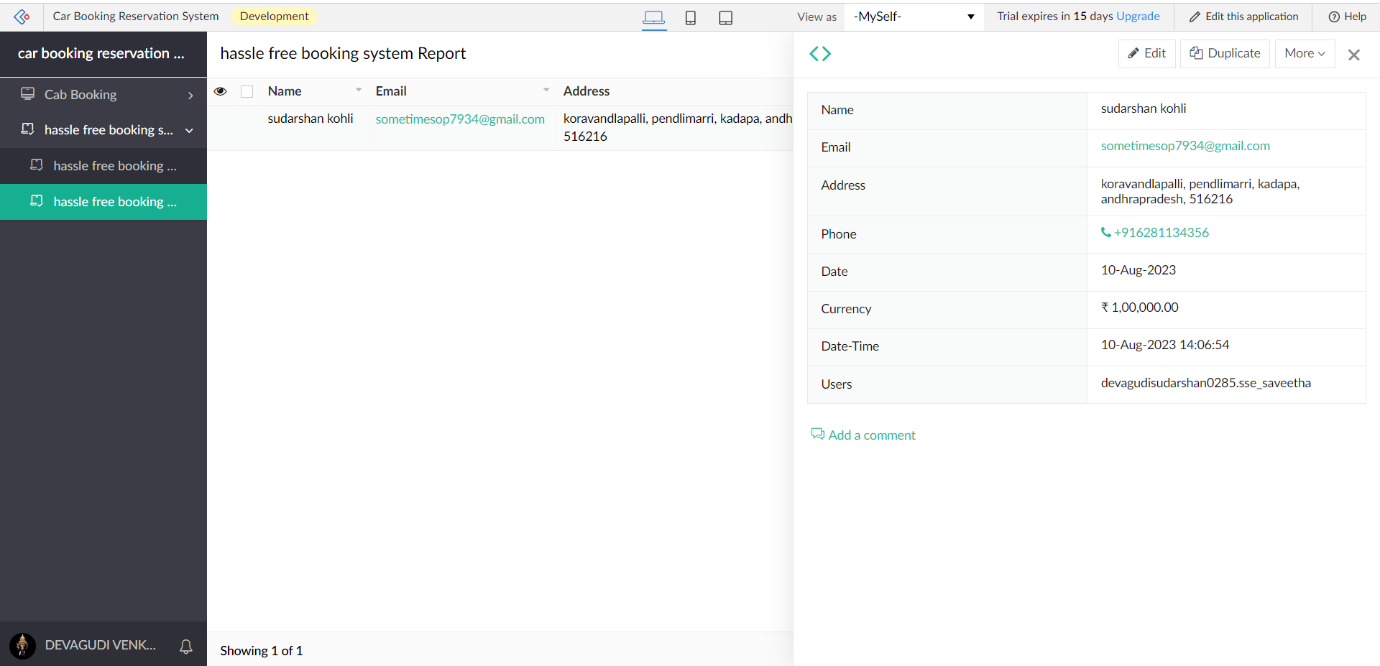 Car Booking Reservation System Development View as -MySelf- Trial expires in 15 days Upgrade Edit this application Help
car booking reservation ...
Cab Booking
hassle free booking s...
hassle free booking ...
hassle free booking ...
DEVAGUDI VENK...
hassle free booking system Report
Name Email Address
sudarshan kohli sometimesop7934@gmail.com koravandlapalli, pendlimarri, kadapa, andh
516216
Showing 1 of 1
Edit Duplicate More
Name sudarshan kohli
Email sometimesop7934@gmail.com
Address koravandlapalli, pendlimarri, kadapa,
andhrapradesh, 516216
Phone +916281134356
Date 10-Aug-2023
Currency ₹ 1,00,000.00
Date-Time 10-Aug-2023 14:06:54
Users devagudisudarshan0285.sse_saveetha
Add a comment